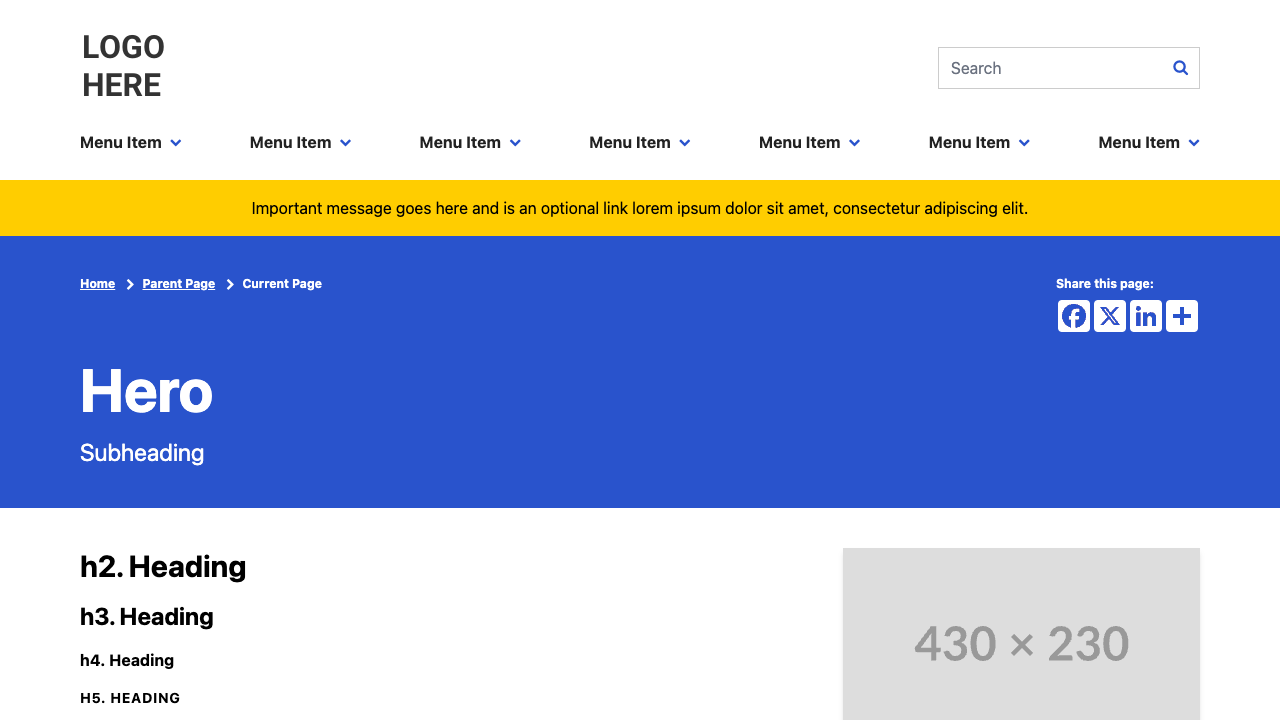 LOGO
HERE
Search
Menu Item Menu Item Menu Item Menu Item Menu Item Menu Item Menu Item
Important message goes here and is an optional link lorem ipsum dolor sit amet, consectetur adipiscing elit.
Home Parent Page Current Page
Share this page:
Hero
Subheading
h2. Heading
h3. Heading
h4. Heading
H5. HEADING
430 × 230